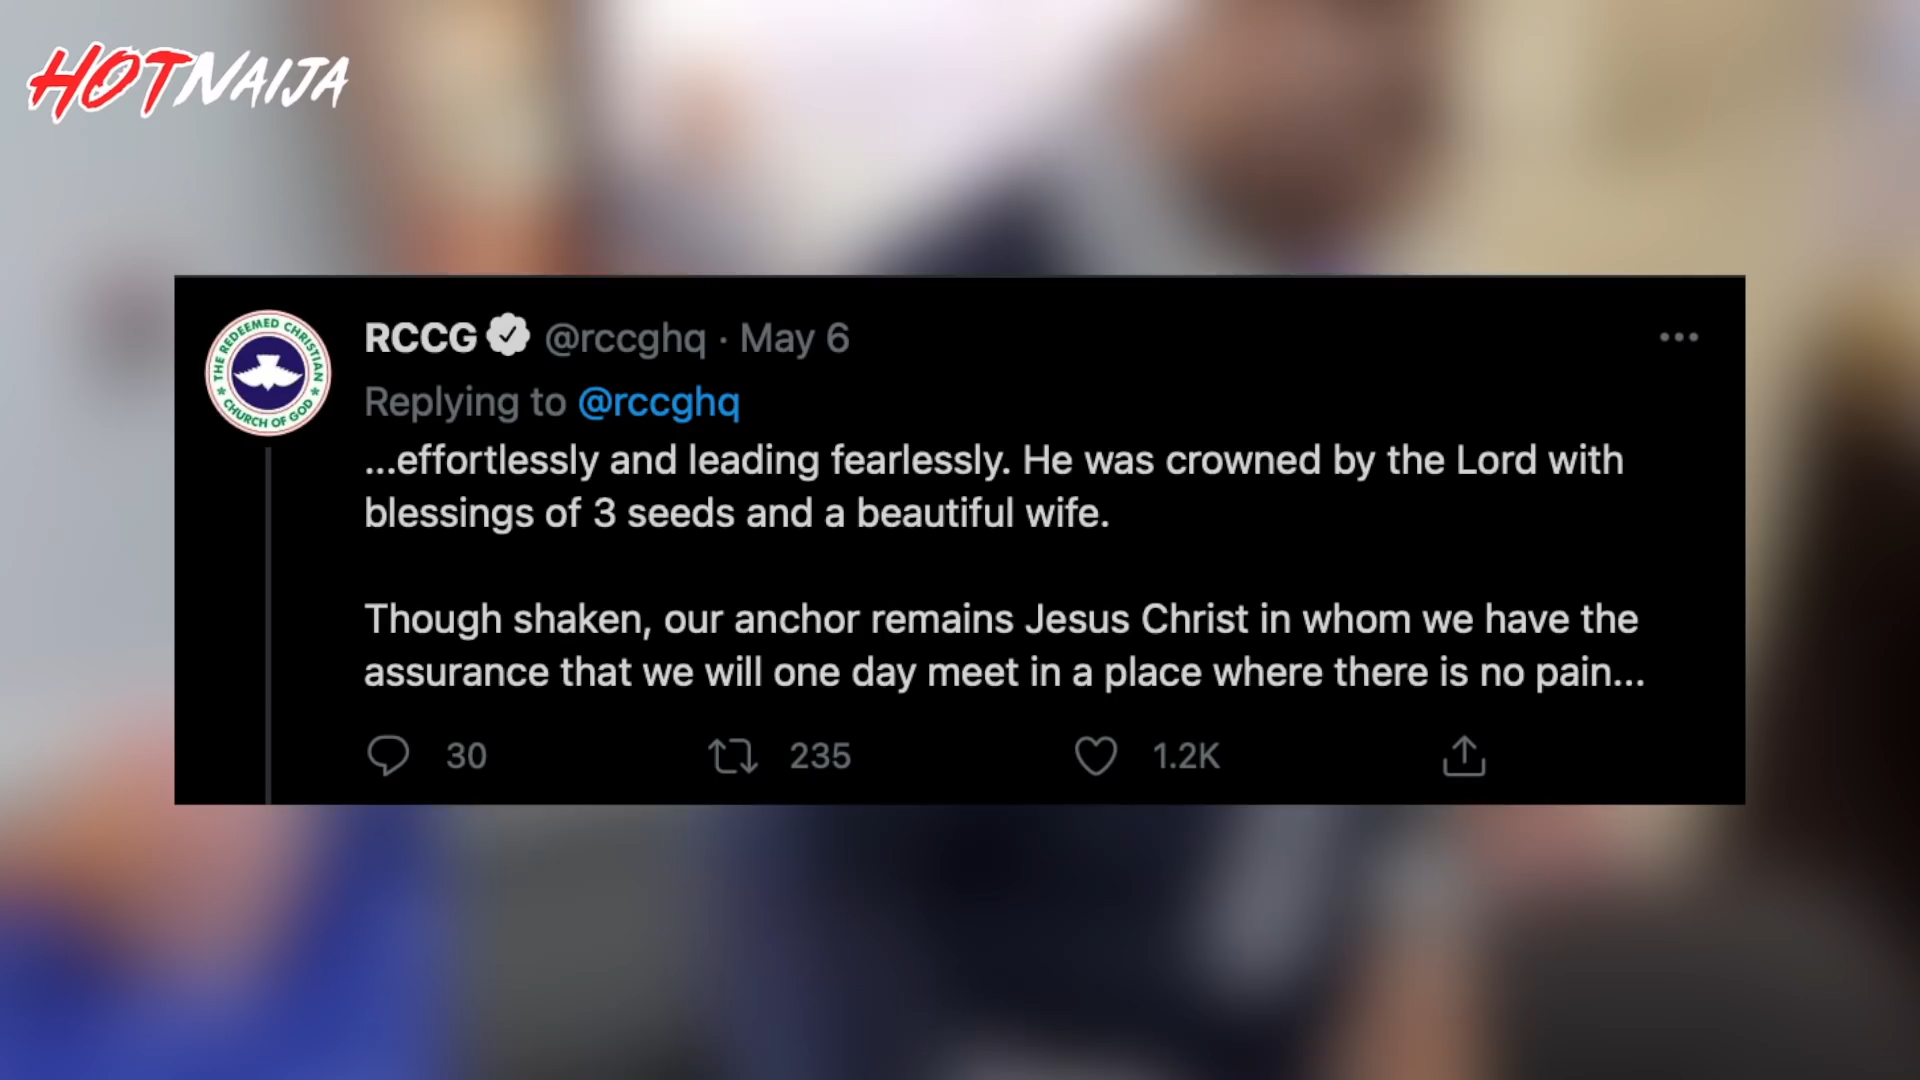 HOTNAIJA
THE REDEEMED CHRISTIAN
CHURCH OF GOD
RCCG @rccghq · May 6
Replying to @rccghq
...effortlessly and leading fearlessly. He was crowned by the Lord with
blessings of 3 seeds and a beautiful wife.
Though shaken, our anchor remains Jesus Christ in whom we have the
assurance that we will one day meet in a place where there is no pain...
30 235 1.2K